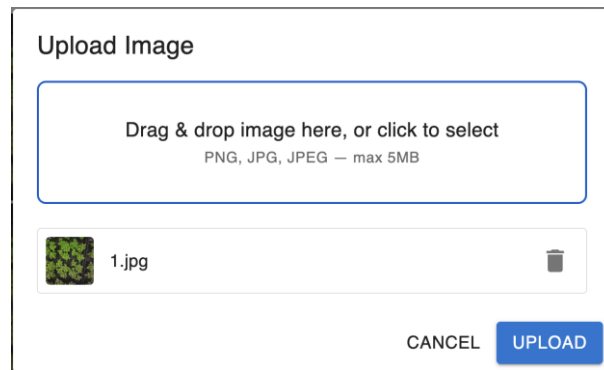 Upload Image
Drag & drop image here, or click to select
PNG, JPG, JPEG — max 5MB
1.jpg
CANCEL UPLOAD